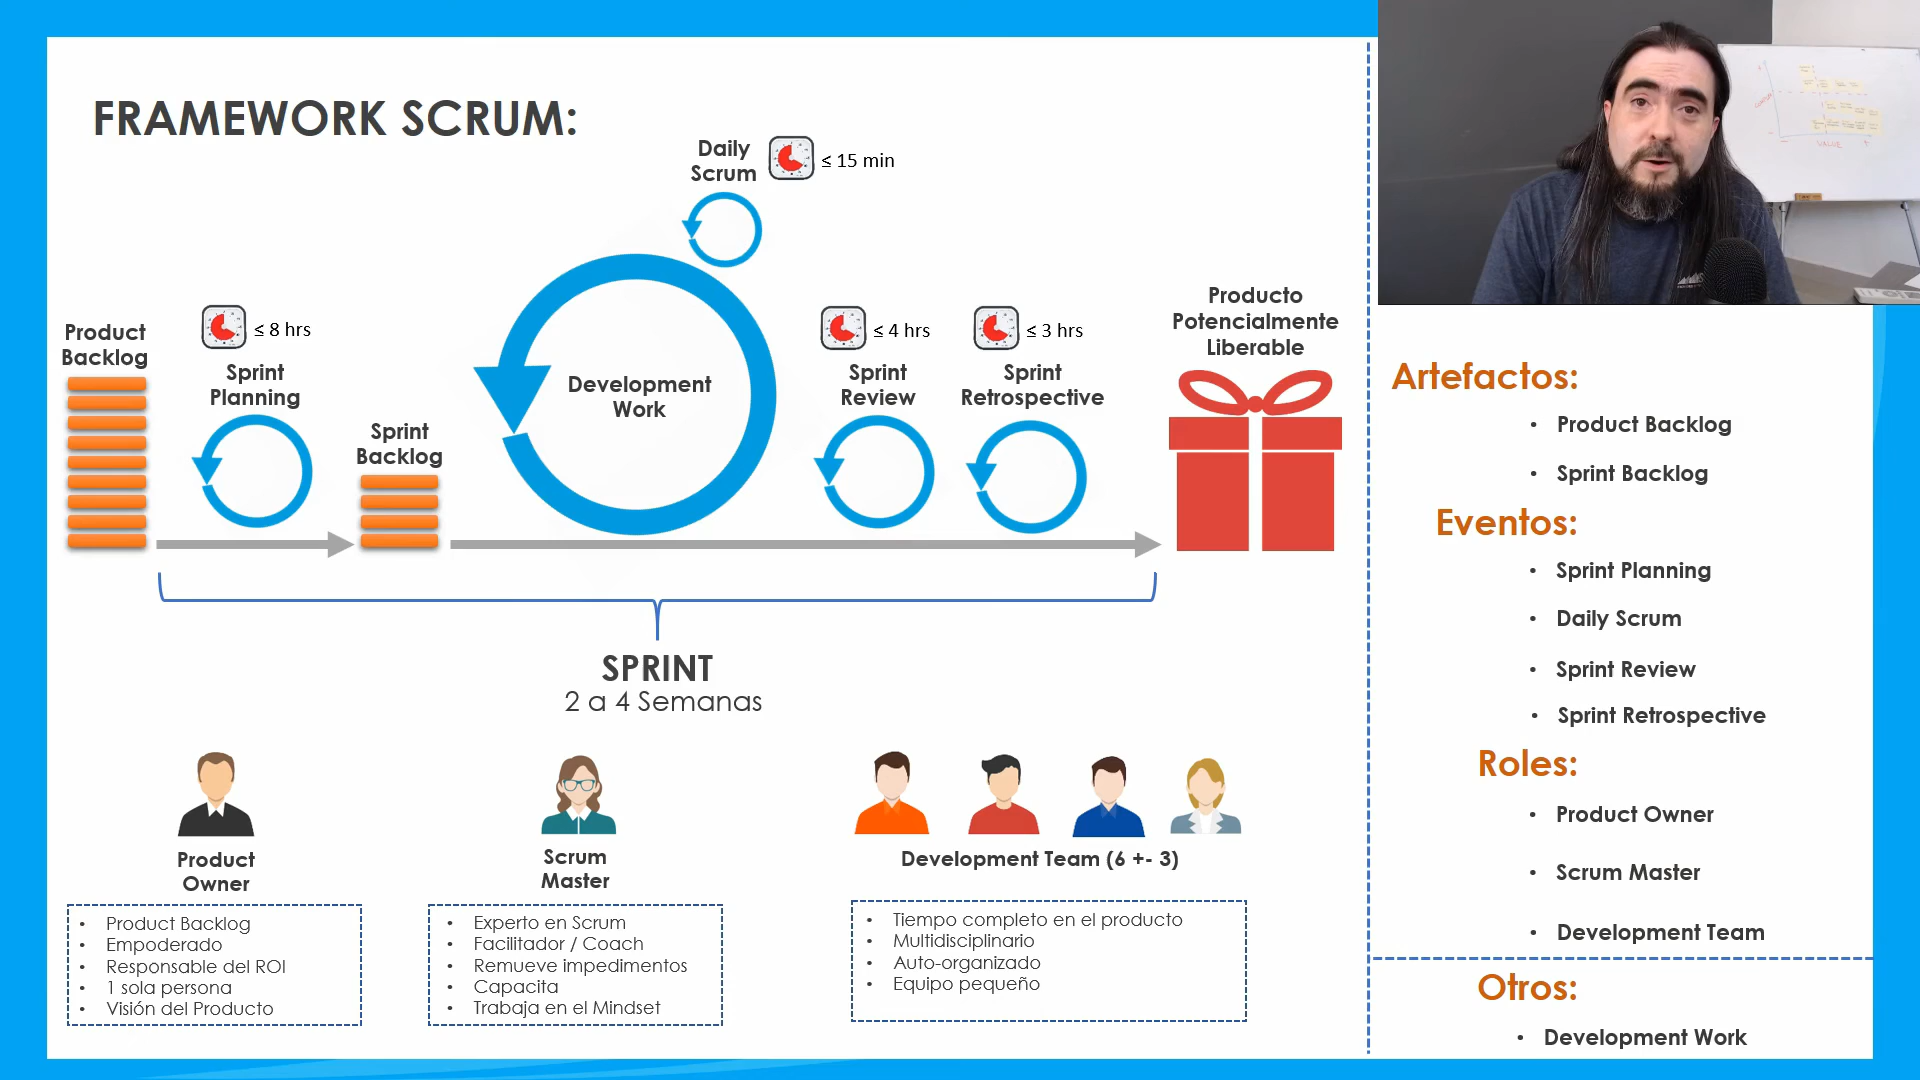 FRAMEWORK SCRUM:
Daily
Scrum
≤ 15 min
Product
Backlog
≤ 8 hrs
Sprint
Planning
Sprint
Backlog
Development
Work
≤ 4 hrs
Sprint
Review
≤ 3 hrs
Sprint
Retrospective
Producto
Potencialmente
Liberable
SPRINT
2 a 4 Semanas
Product
Owner
• Product Backlog
• Empoderado
• Responsable del ROI
• 1 sola persona
• Visión del Producto
Scrum
Master
• Experto en Scrum
• Facilitador / Coach
• Remueve impedimentos
• Capacita
• Trabaja en el Mindset
Development Team (6 +- 3)
• Tiempo completo en el producto
• Multidisciplinario
• Auto-organizado
• Equipo pequeño
VALUE
Artefactos:
• Product Backlog
• Sprint Backlog
Eventos:
• Sprint Planning
• Daily Scrum
• Sprint Review
• Sprint Retrospective
Roles:
• Product Owner
• Scrum Master
• Development Team
Otros:
• Development Work